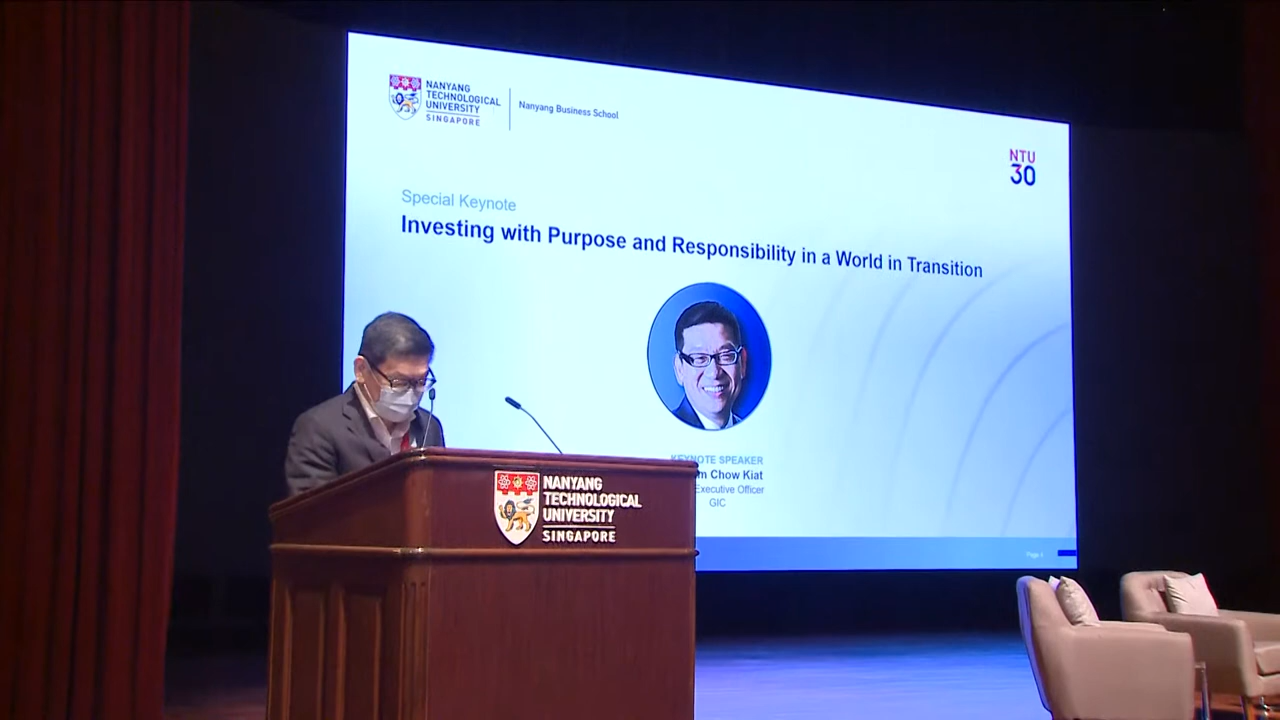 NANYANG
TECHNOLOGICAL
UNIVERSITY
SINGAPORE
Nanyang Business School
NTU
30
Special Keynote
Investing with Purpose and Responsibility in a World in Transition
KEYNOTE SPEAKER
Chow Kiat
Executive Officer
GIC
NANYANG
TECHNOLOGICAL
UNIVERSITY
SINGAPORE